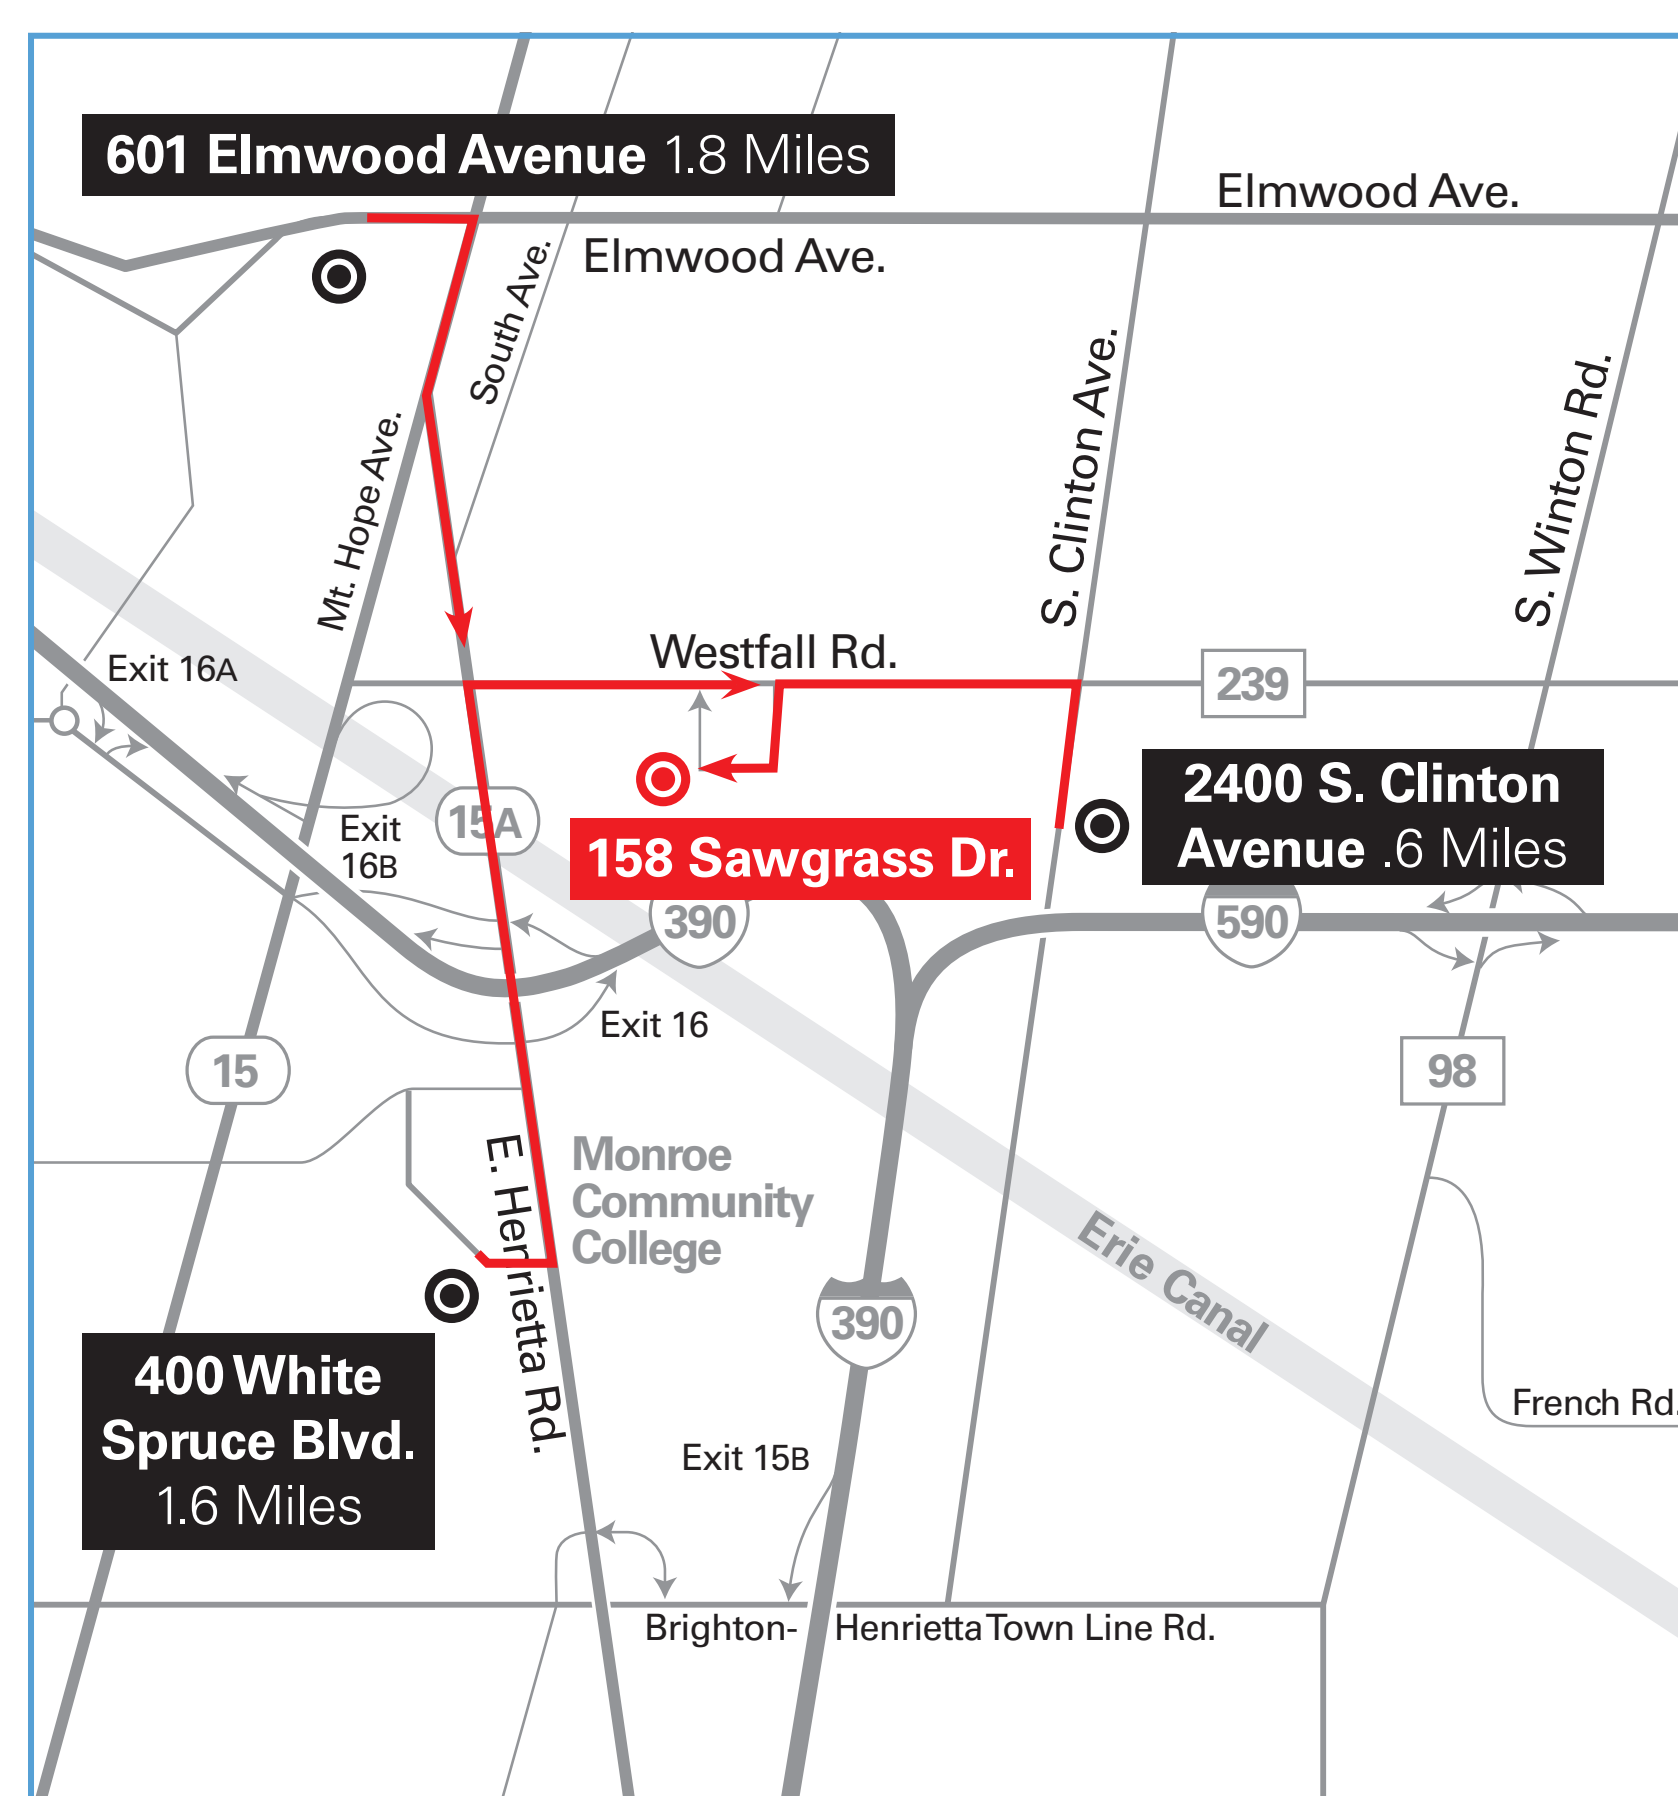 601 Elmwood Avenue 1.8 Miles
Elmwood Ave.
Elmwood Ave.
South Ave.
Mt. Hope Ave.
S. Clinton Ave.
S. Winton Rd.
Westfall Rd.
Exit 16A
239
Exit
16B
15A
158 Sawgrass Dr.
2400 S. Clinton
Avenue .6 Miles
390
590
Exit 16
15
98
E. Henrietta Rd.
Monroe
Community
College
Erie Canal
390
400 White
Spruce Blvd.
1.6 Miles
French Rd.
Exit 15B
Brighton- Henrietta Town Line Rd.